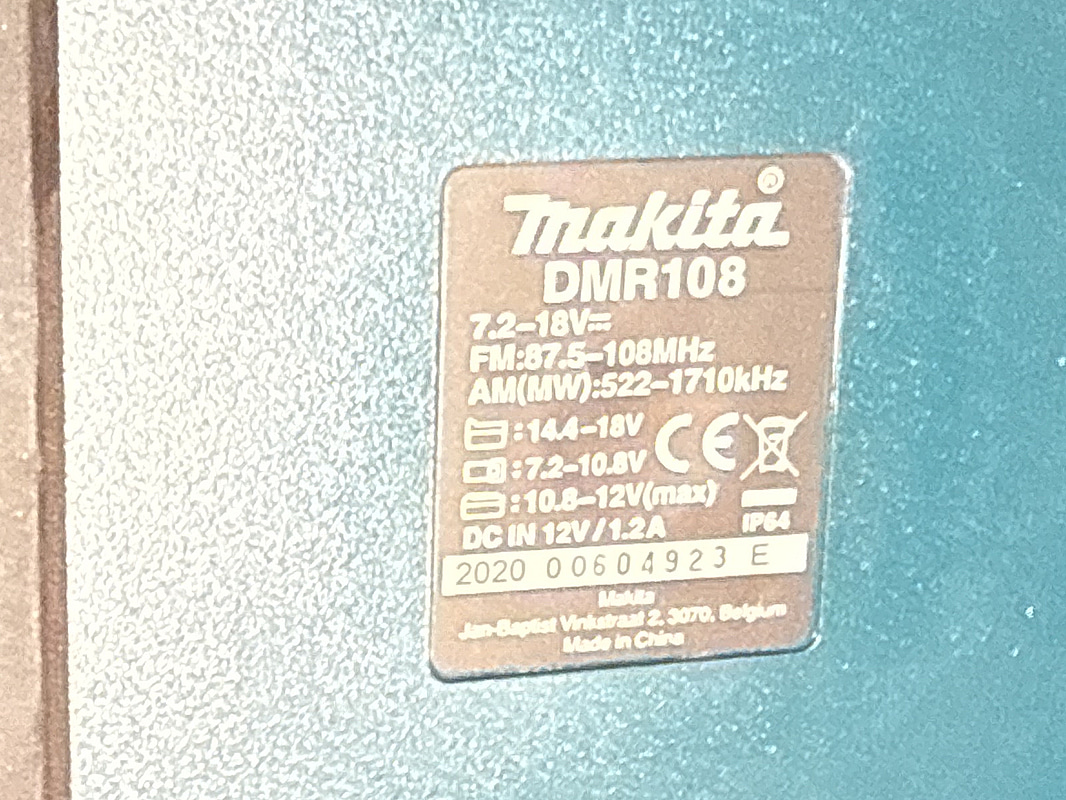 makita®
DMR108
7.2–18V⎓
FM:87.5–108MHz
AM(MW):522–1710kHz
:14.4–18V
:7.2–10.8V
:10.8–12V(max)
CE
DC IN 12V/1.2A
IP64
2020 00604923 E
Makita
Jan-Baptist Vinkstraat 2, 3070, Belgium
Made in China